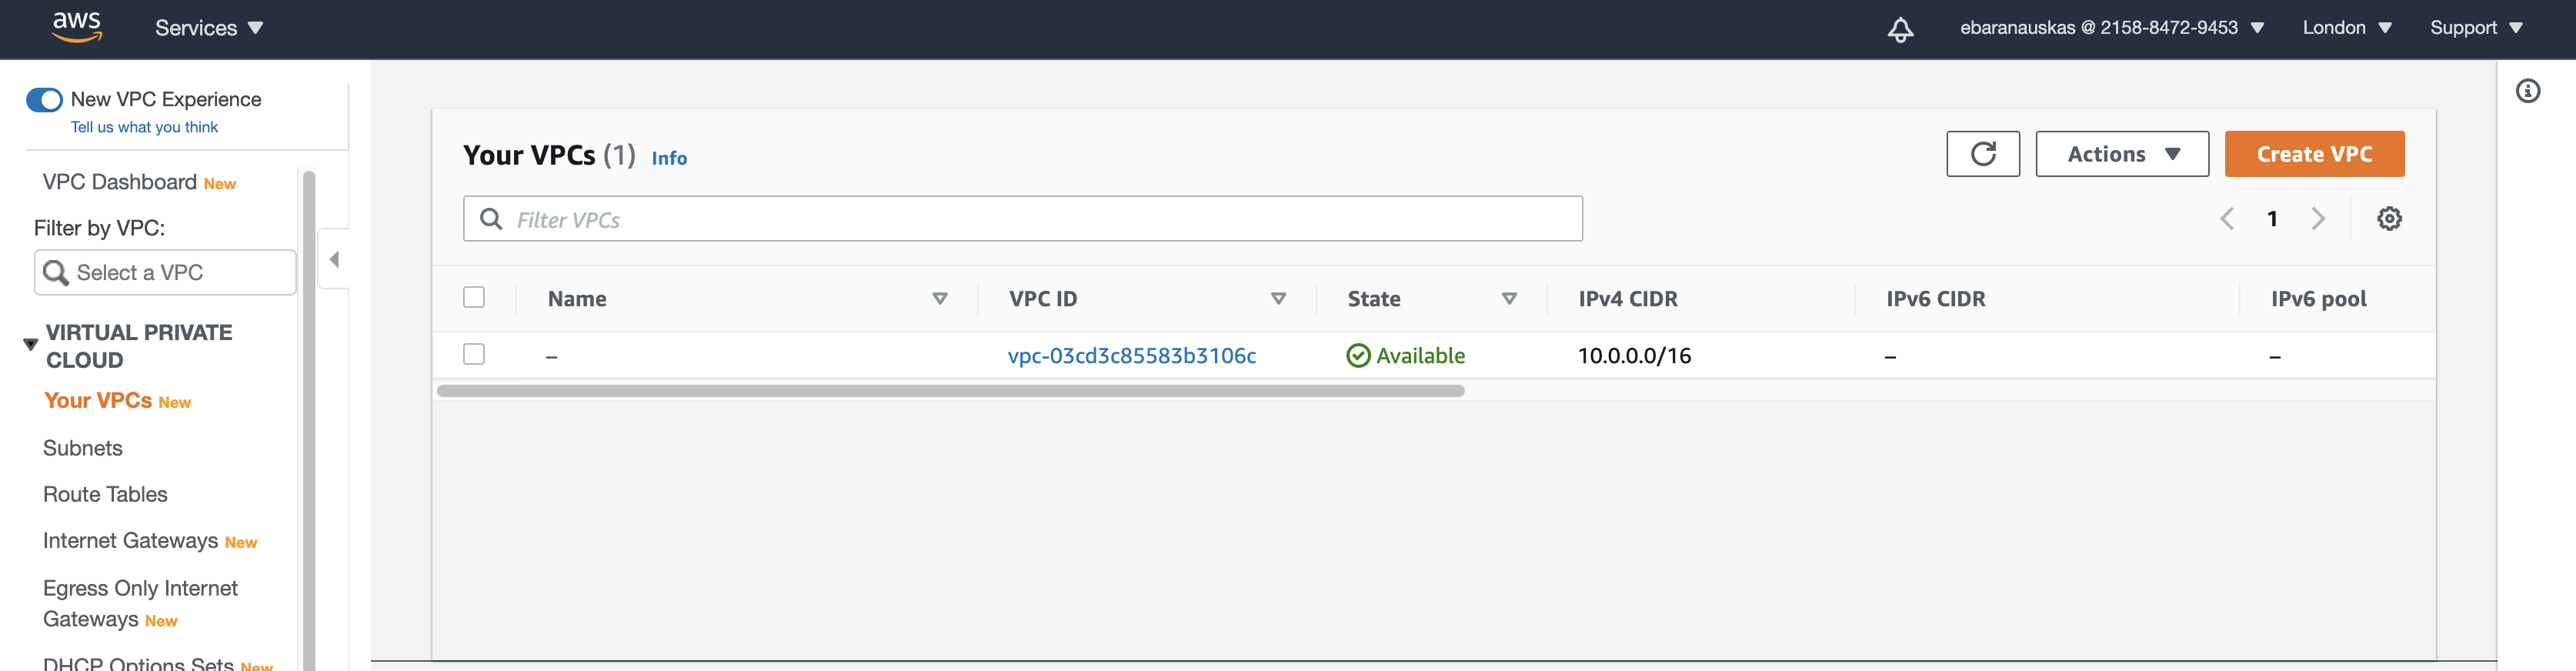 aws
Services
ebaranauskas @ 2158-8472-9453
London
Support
New VPC Experience
Tell us what you think
VPC Dashboard New
Filter by VPC:
Select a VPC
VIRTUAL PRIVATE
CLOUD
Your VPCs New
Subnets
Route Tables
Internet Gateways New
Egress Only Internet
Gateways New
DHCP Options Sets New
Your VPCs (1) Info
Actions
Create VPC
Filter VPCs
1
Name VPC ID State IPv4 CIDR IPv6 CIDR IPv6 pool
– vpc-03cd3c85583b3106c Available 10.0.0.0/16 – –